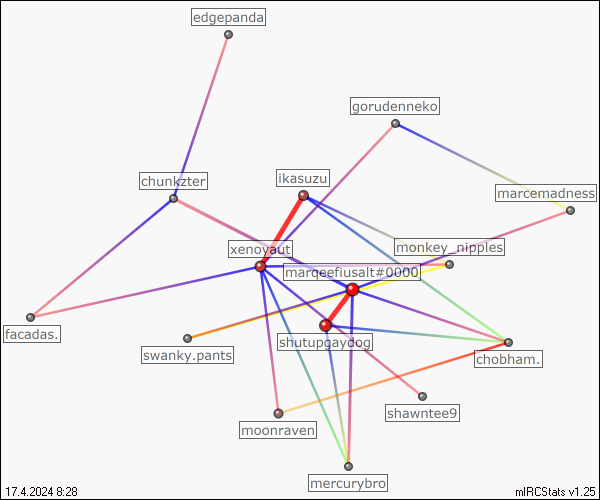 edgepanda
gorudenneko
ikasuzu
chunkzter
marcemadness
xenoyaut
monkey_nipples
marqeefiusalt#0000
facadas.
swanky.pants
shutupgaydog
chobham.
shawntee9
moonraven
mercurybro
17.4.2024 8:28
mIRCStats v1.25